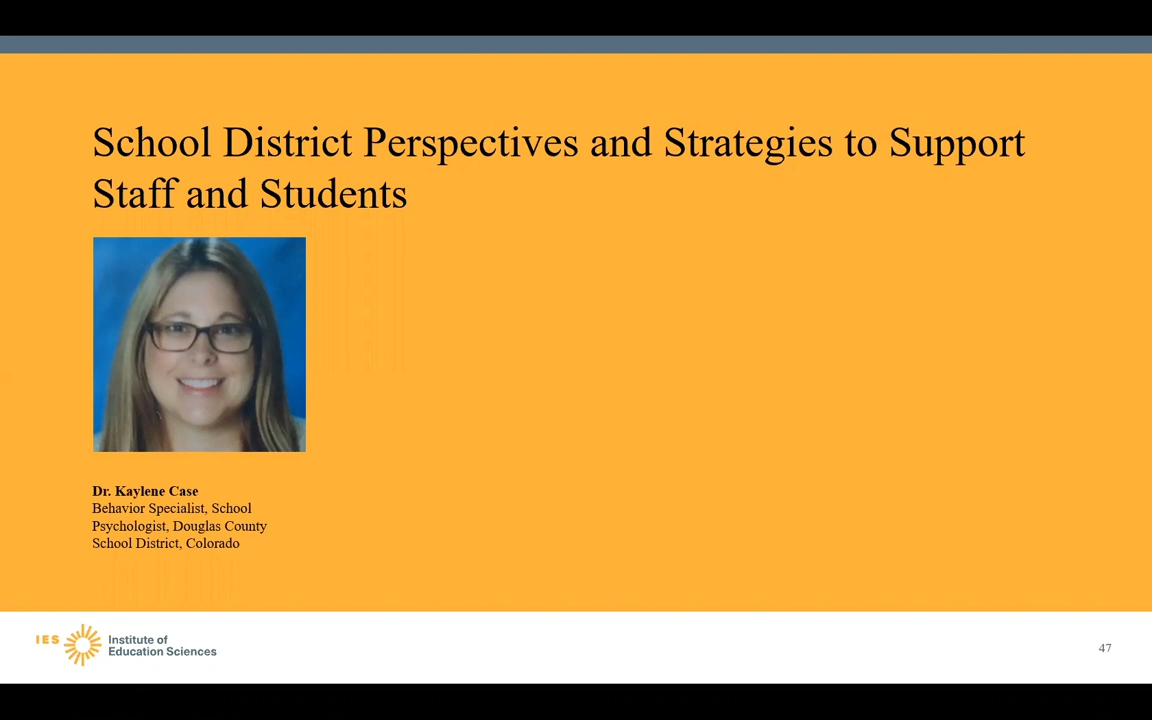 School District Perspectives and Strategies to Support
Staff and Students
Dr. Kaylene Case
Behavior Specialist, School
Psychologist, Douglas County
School District, Colorado
IES
Institute of
Education Sciences
47